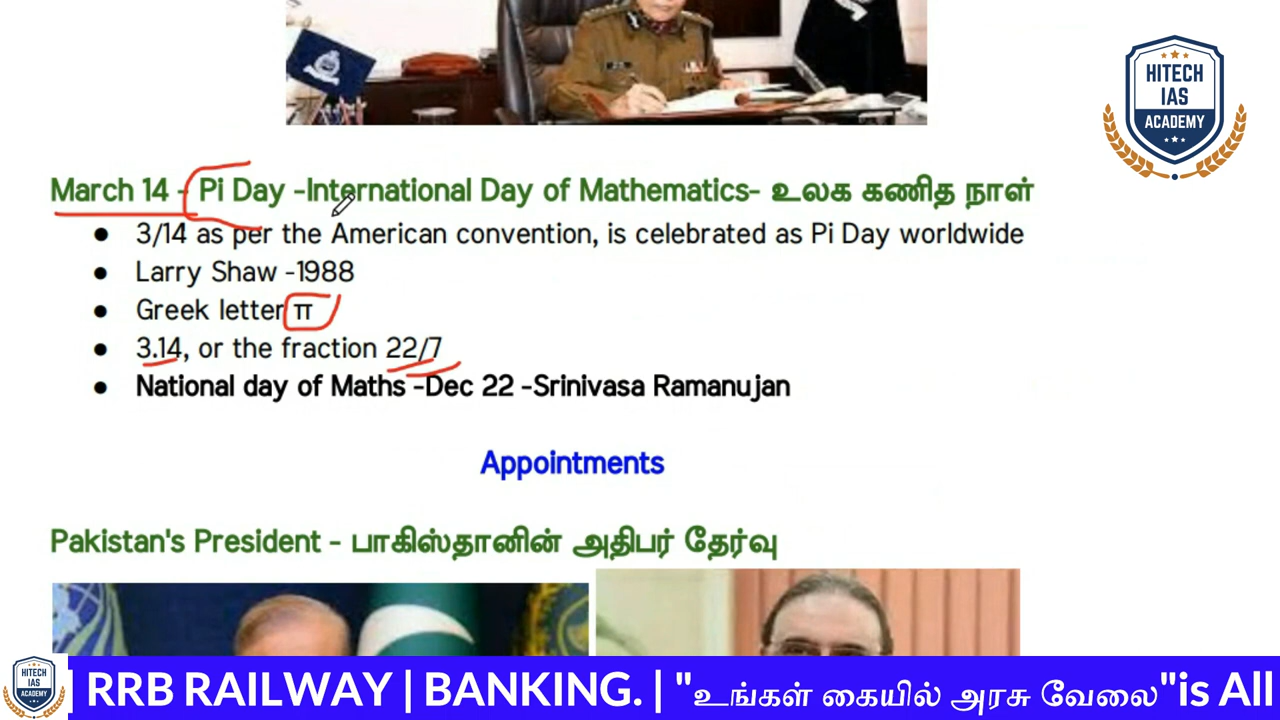 HITECH
IAS
ACADEMY
March 14 - Pi Day -International Day of Mathematics- உலக கணித நாள்
● 3/14 as per the American convention, is celebrated as Pi Day worldwide
● Larry Shaw -1988
● Greek letter π
● 3.14, or the fraction 22/7
● National day of Maths -Dec 22 -Srinivasa Ramanujan
Appointments
Pakistan's President - பாகிஸ்தானின் அதிபர் தேர்வு
HITECH
IAS
ACADEMY
RRB RAILWAY | BANKING. | "உங்கள் கையில் அரசு வேலை"is All